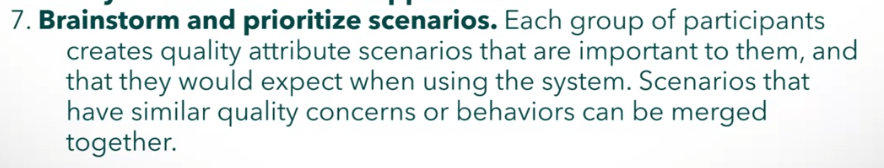 7. Brainstorm and prioritize scenarios. Each group of participants
creates quality attribute scenarios that are important to them, and
that they would expect when using the system. Scenarios that
have similar quality concerns or behaviors can be merged
together.